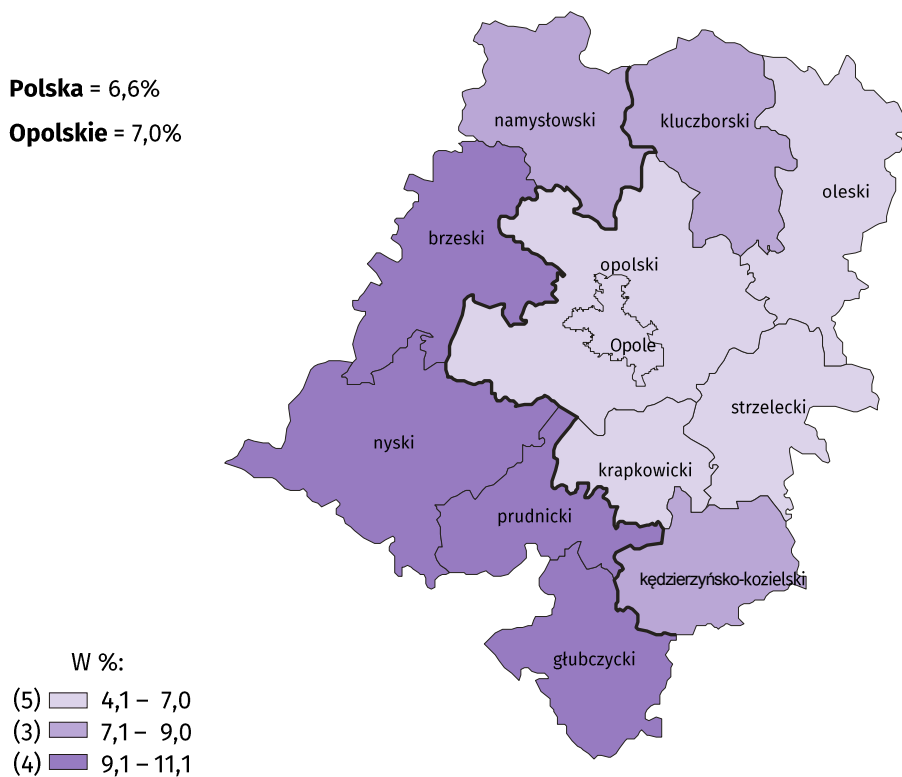 Polska = 6,6%
Opolskie = 7,0%
namysłowski
kluczborski
oleski
brzeski
opolski
Opole
strzelecki
nyski
krapkowicki
prudnicki
kędzierzyńsko-kozielski
głubczycki
W %:
(5) 4,1 – 7,0
(3) 7,1 – 9,0
(4) 9,1 – 11,1